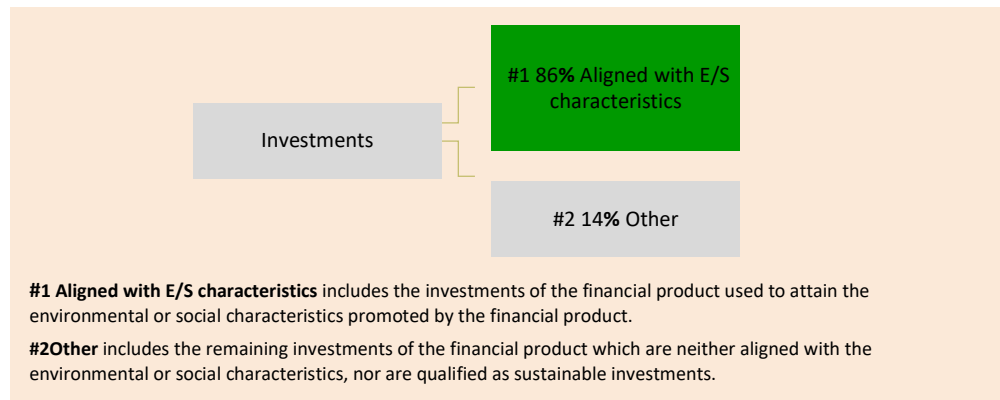 #1 86% Aligned with E/S
characteristics
Investments
#2 14% Other
#1 Aligned with E/S characteristics includes the investments of the financial product used to attain the
environmental or social characteristics promoted by the financial product.
#2Other includes the remaining investments of the financial product which are neither aligned with the
environmental or social characteristics, nor are qualified as sustainable investments.